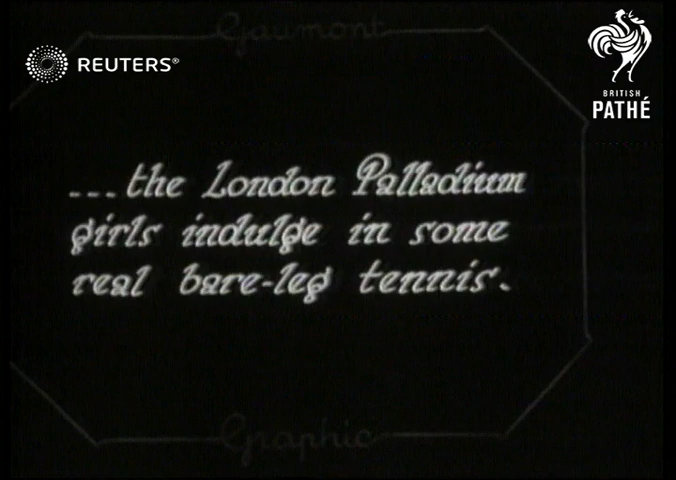 Gaumont
REUTERS®
BRITISH
PATHÉ
...the London Palladium
girls indulge in some
real bare-leg tennis.
Graphic